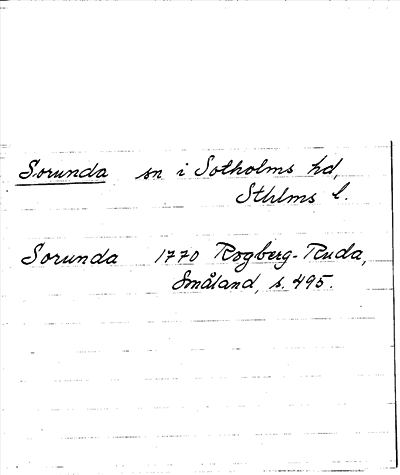 Sorunda sn i Sotholms hd,
Sthlms l.
Sorunda 1770 Rogberg-Ruda,
Småland, s. 495.